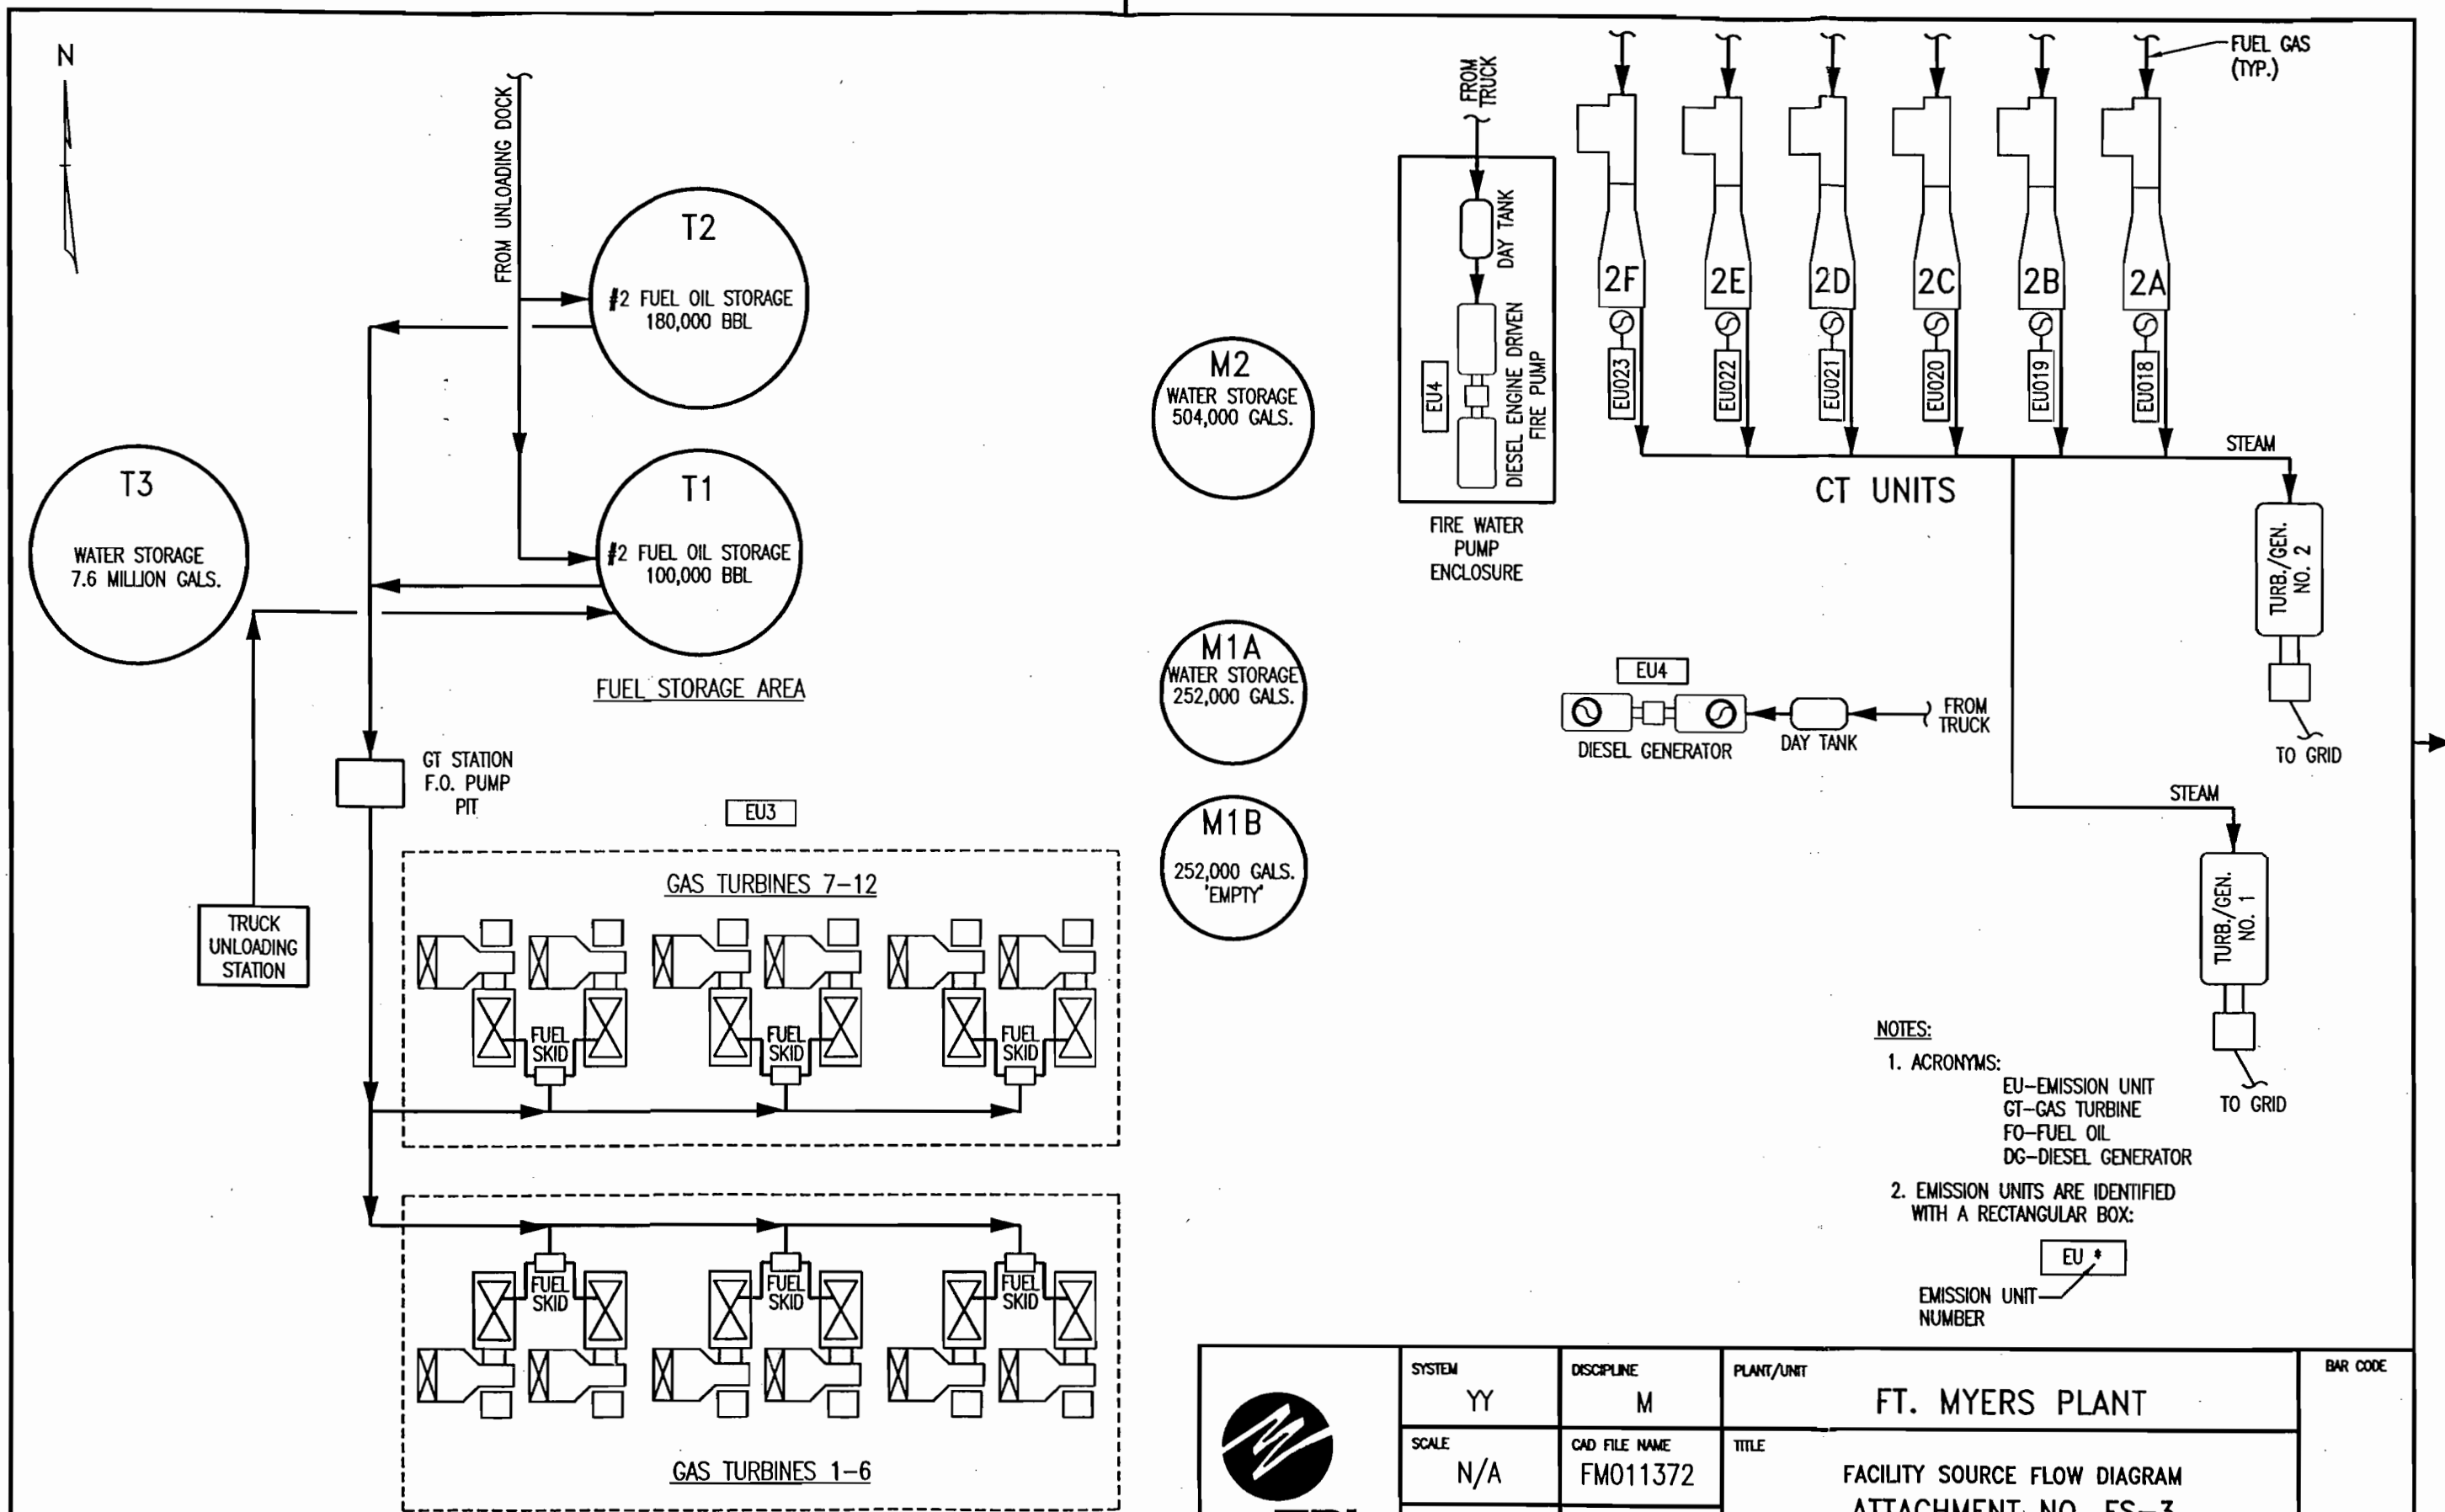 N
FROM UNLOADING DOCK
T2
#2 FUEL OIL STORAGE
180,000 BBL
T3
WATER STORAGE
7.6 MILLION GALS.
T1
#2 FUEL OIL STORAGE
100,000 BBL
FUEL STORAGE AREA
GT STATION
F.O. PUMP
PIT
TRUCK
UNLOADING
STATION
EU3
GAS TURBINES 7-12
FUEL
SKID
FUEL
SKID
FUEL
SKID
FUEL
SKID
FUEL
SKID
FUEL
SKID
GAS TURBINES 1-6
M2
WATER STORAGE
504,000 GALS.
M1A
WATER STORAGE
252,000 GALS.
M1B
252,000 GALS.
'EMPTY'
FROM
TRUCK
DAY TANK
EU4
DIESEL ENGINE DRIVEN
FIRE PUMP
FIRE WATER
PUMP
ENCLOSURE
FUEL GAS
(TYP.)
2F
2E
2D
2C
2B
2A
EU023
EU022
EU021
EU020
EU019
EU018
STEAM
CT UNITS
TURB./GEN.
NO. 2
TO GRID
EU4
DIESEL GENERATOR
DAY TANK
FROM
TRUCK
STEAM
TURB./GEN.
NO. 1
TO GRID
NOTES:
1. ACRONYMS:
EU-EMISSION UNIT
GT-GAS TURBINE
FO-FUEL OIL
DG-DIESEL GENERATOR
2. EMISSION UNITS ARE IDENTIFIED
WITH A RECTANGULAR BOX:
EU *
EMISSION UNIT
NUMBER
SYSTEM
YY
DISCIPLINE
M
PLANT/UNIT
FT. MYERS PLANT
BAR CODE
SCALE
N/A
CAD FILE NAME
FM011372
TITLE
FACILITY SOURCE FLOW DIAGRAM
ATTACHMENT NO. FS-3